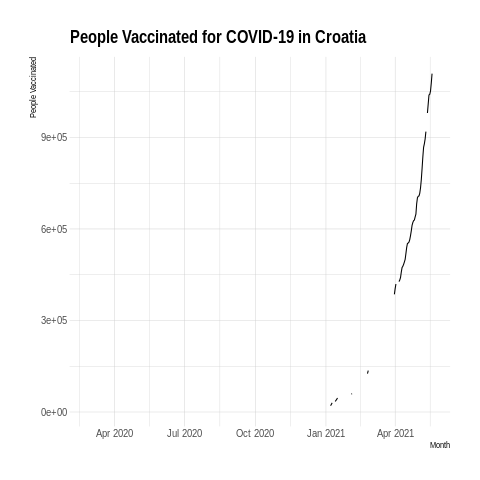 People Vaccinated for COVID-19 in Croatia
People Vaccinated
9e+05
6e+05
3e+05
0e+00
Apr 2020 Jul 2020 Oct 2020 Jan 2021 Apr 2021
Month